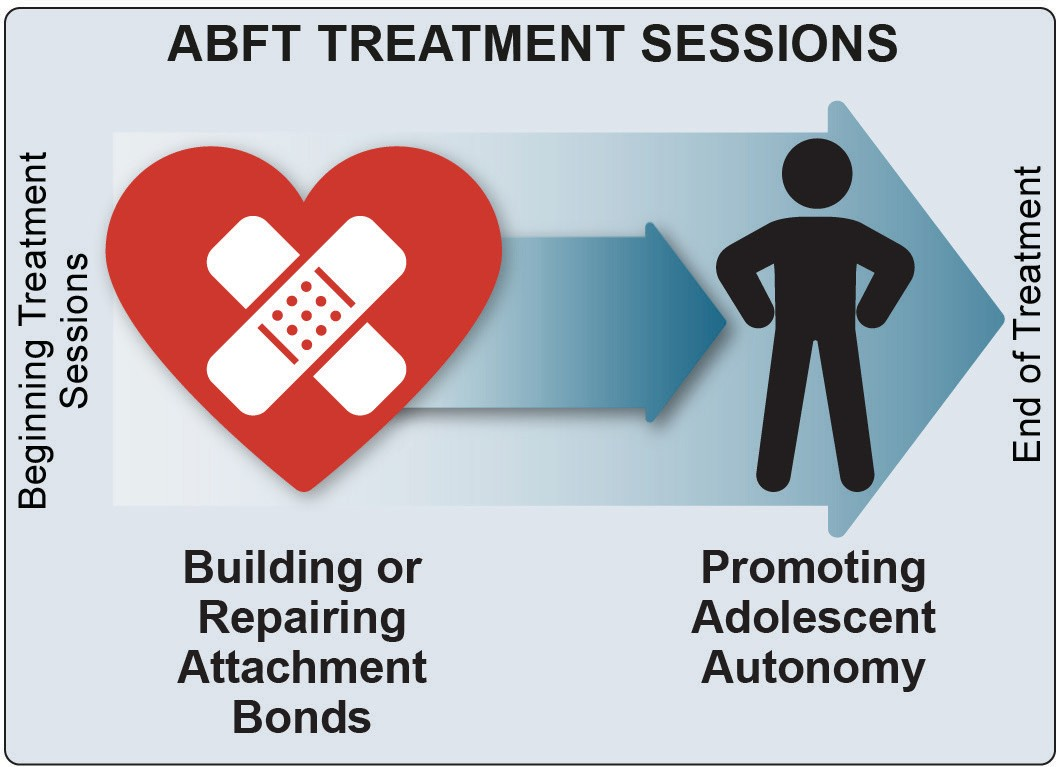 ABFT TREATMENT SESSIONS
Beginning Treatment
Sessions
End of Treatment
Building or
Repairing
Attachment
Bonds
Promoting
Adolescent
Autonomy